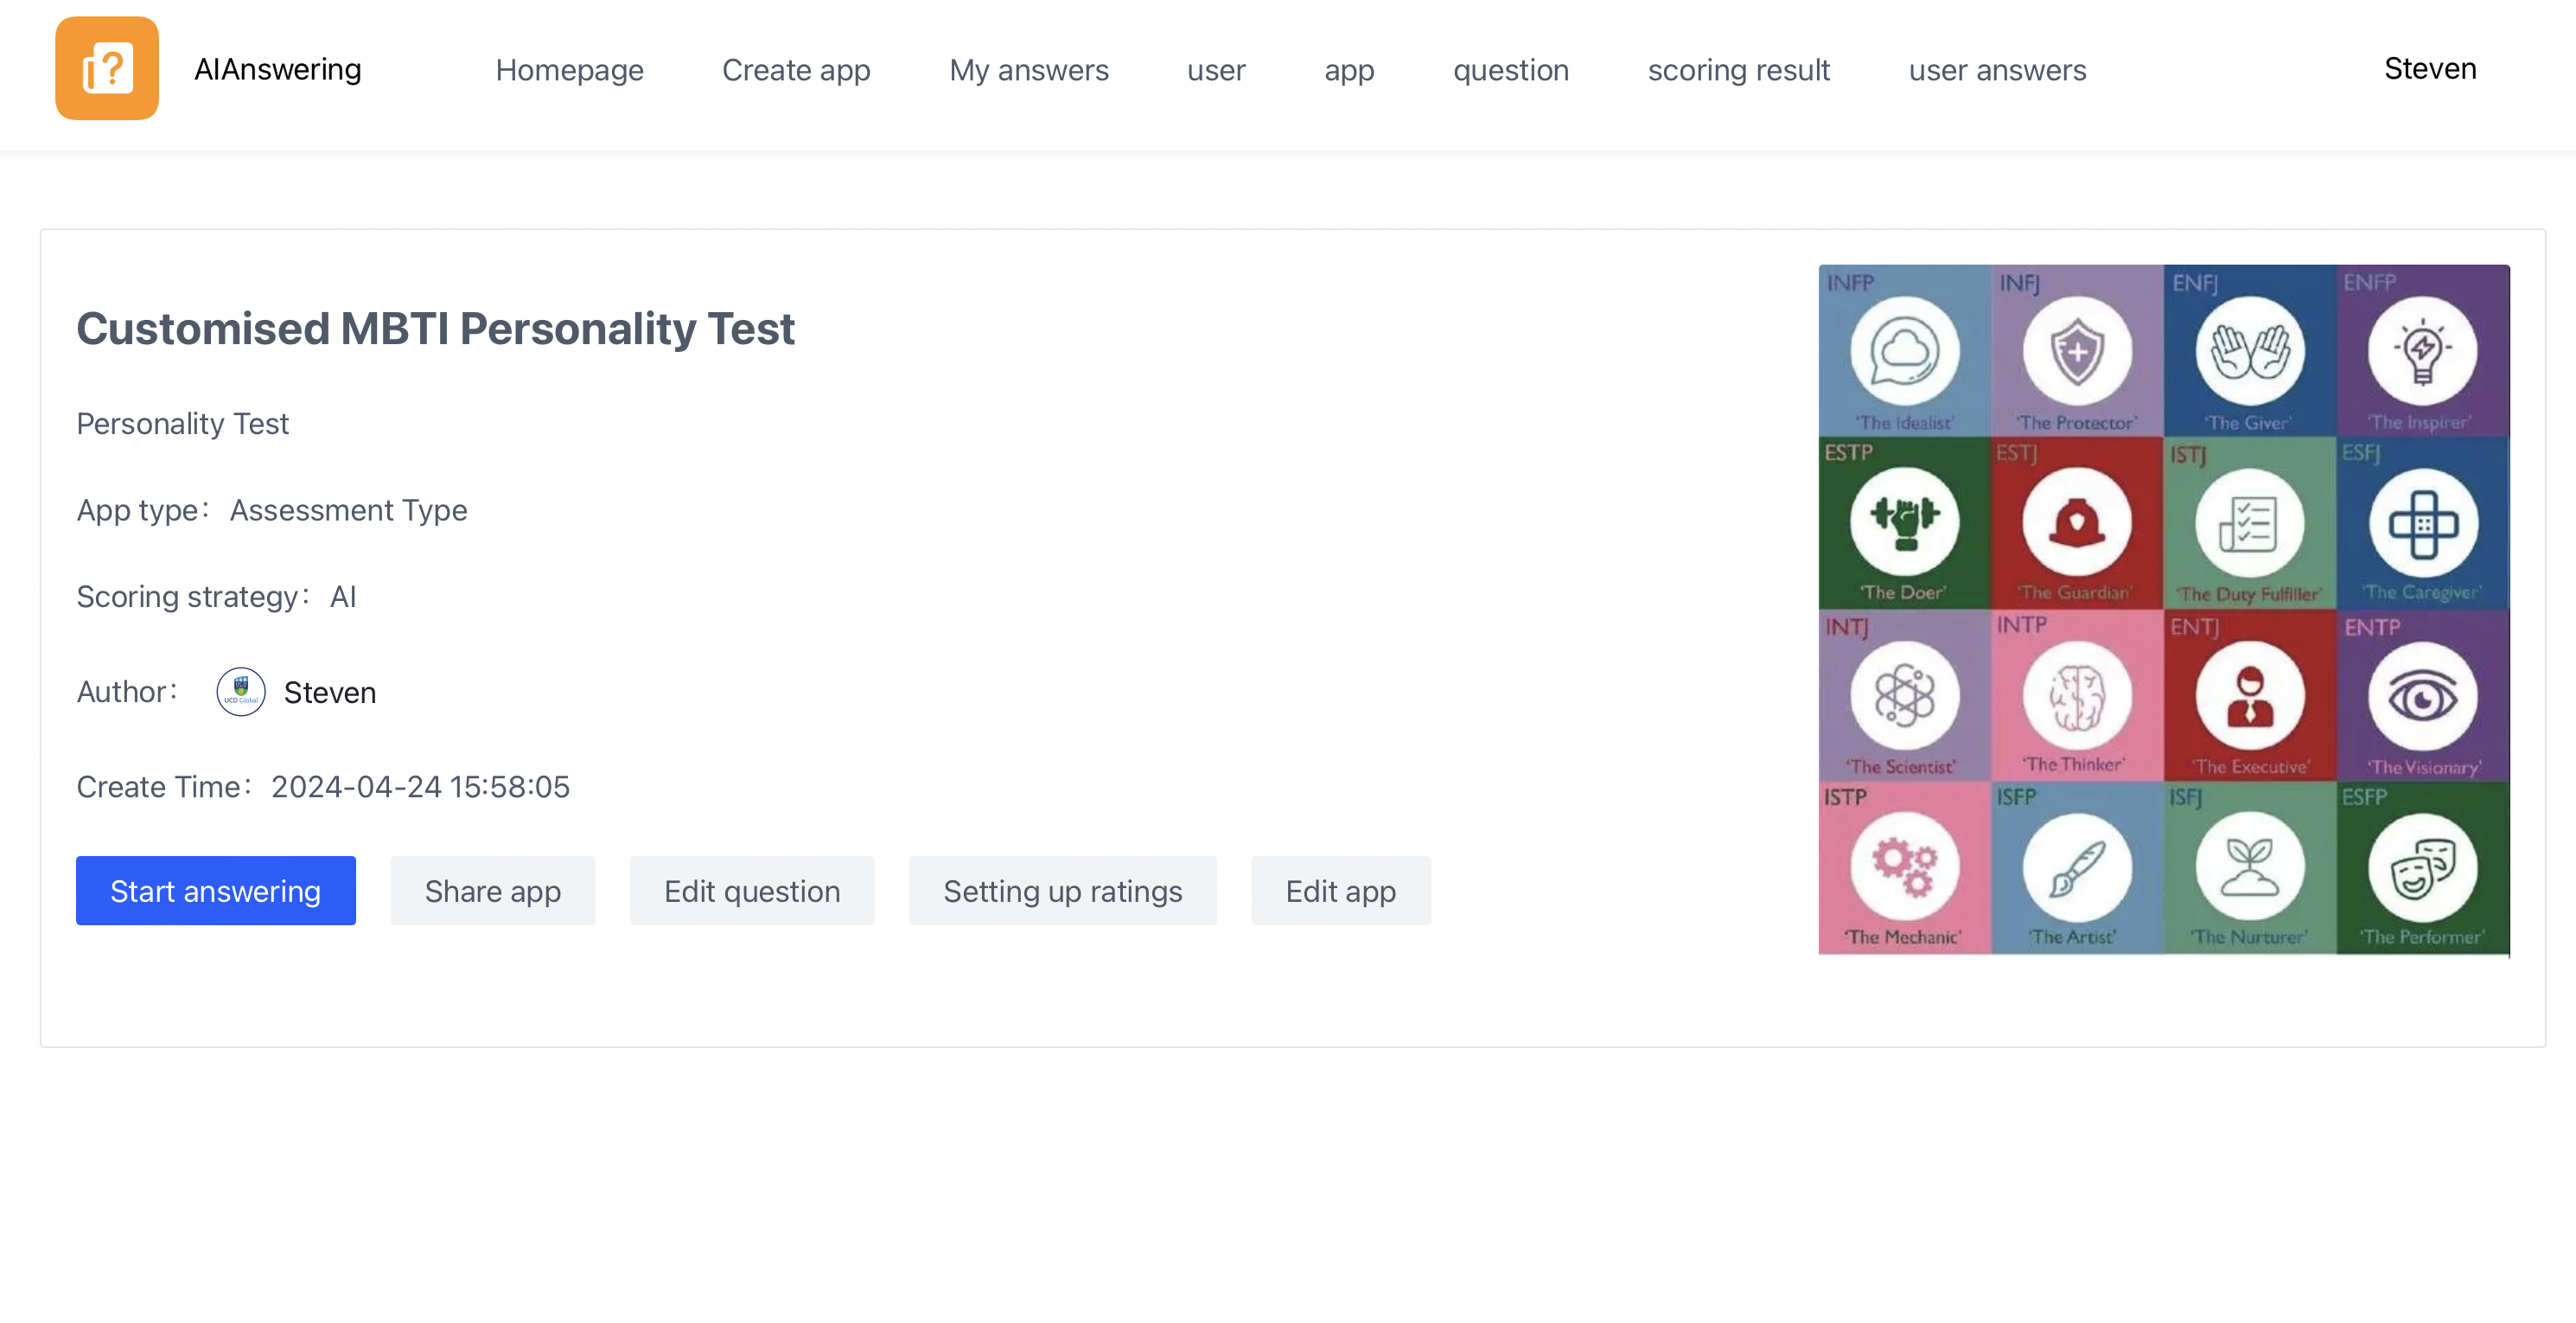 AIAnswering
Homepage
Create app
My answers
user
app
question
scoring result
user answers
Steven
Customised MBTI Personality Test
Personality Test
App type： Assessment Type
Scoring strategy： AI
Author： UCD Global Steven
Create Time： 2024-04-24 15:58:05
Start answering
Share app
Edit question
Setting up ratings
Edit app
INFP INFJ ENFJ ENFP
'The Idealist' 'The Protector' 'The Giver' 'The Inspirer'
ESTP ESTJ ISTJ ESFJ
'The Doer' 'The Guardian' 'The Duty Fulfiller' 'The Caregiver'
INTJ INTP ENTJ ENTP
'The Scientist' 'The Thinker' 'The Executive' 'The Visionary'
ISTP ISFP ISFJ ESFP
'The Mechanic' 'The Artist' 'The Nurturer' 'The Performer'